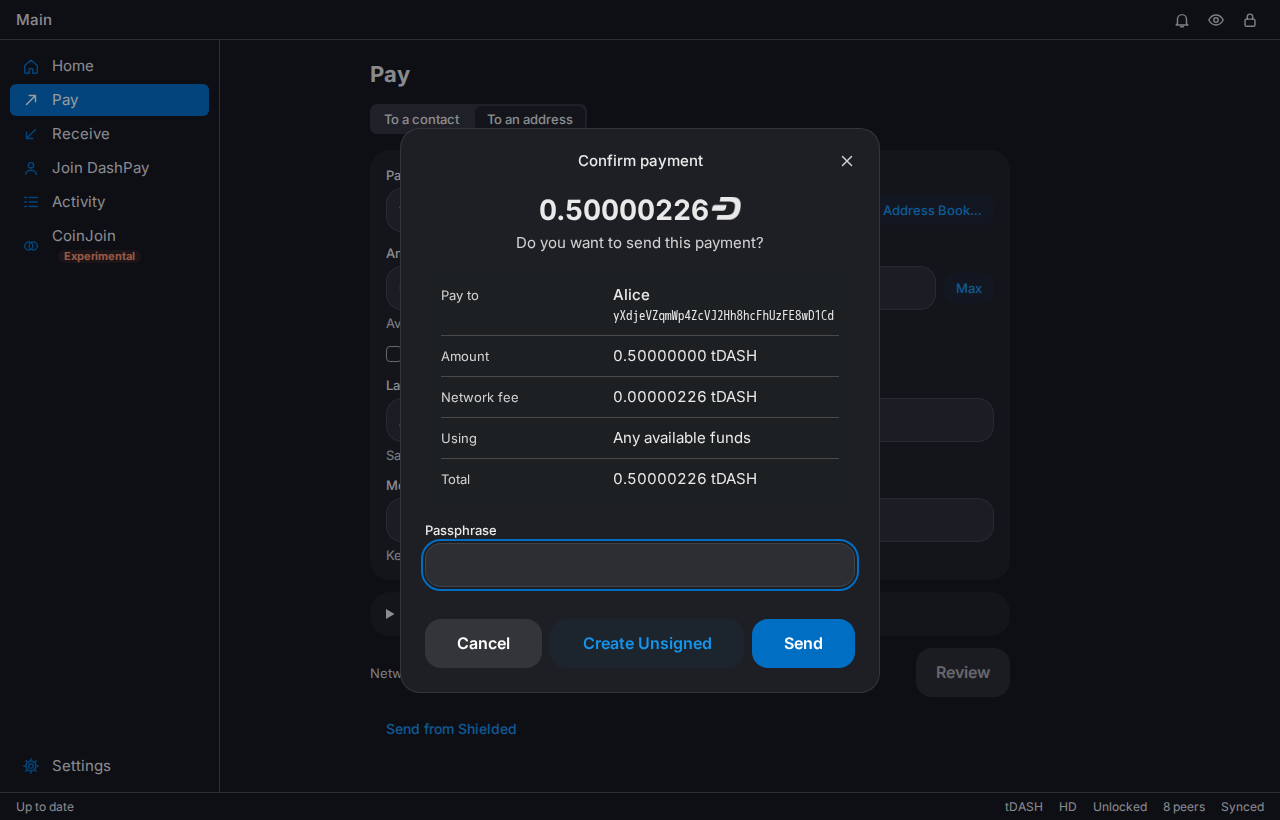 Main
Home
Pay
Receive
Join DashPay
Activity
CoinJoin
Experimental
Settings
Pay
To a contact
To an address
Address Book...
Max
Confirm payment
0.50000226
Do you want to send this payment?
Pay to
Alice
yXdjeVZqmWp4ZcVJ2Hh8hcFhUzFE8wD1Cd
Amount
0.50000000 tDASH
Network fee
0.00000226 tDASH
Using
Any available funds
Total
0.50000226 tDASH
Passphrase
Cancel
Create Unsigned
Send
Review
Send from Shielded
Up to date
tDASH
HD
Unlocked
8 peers
Synced